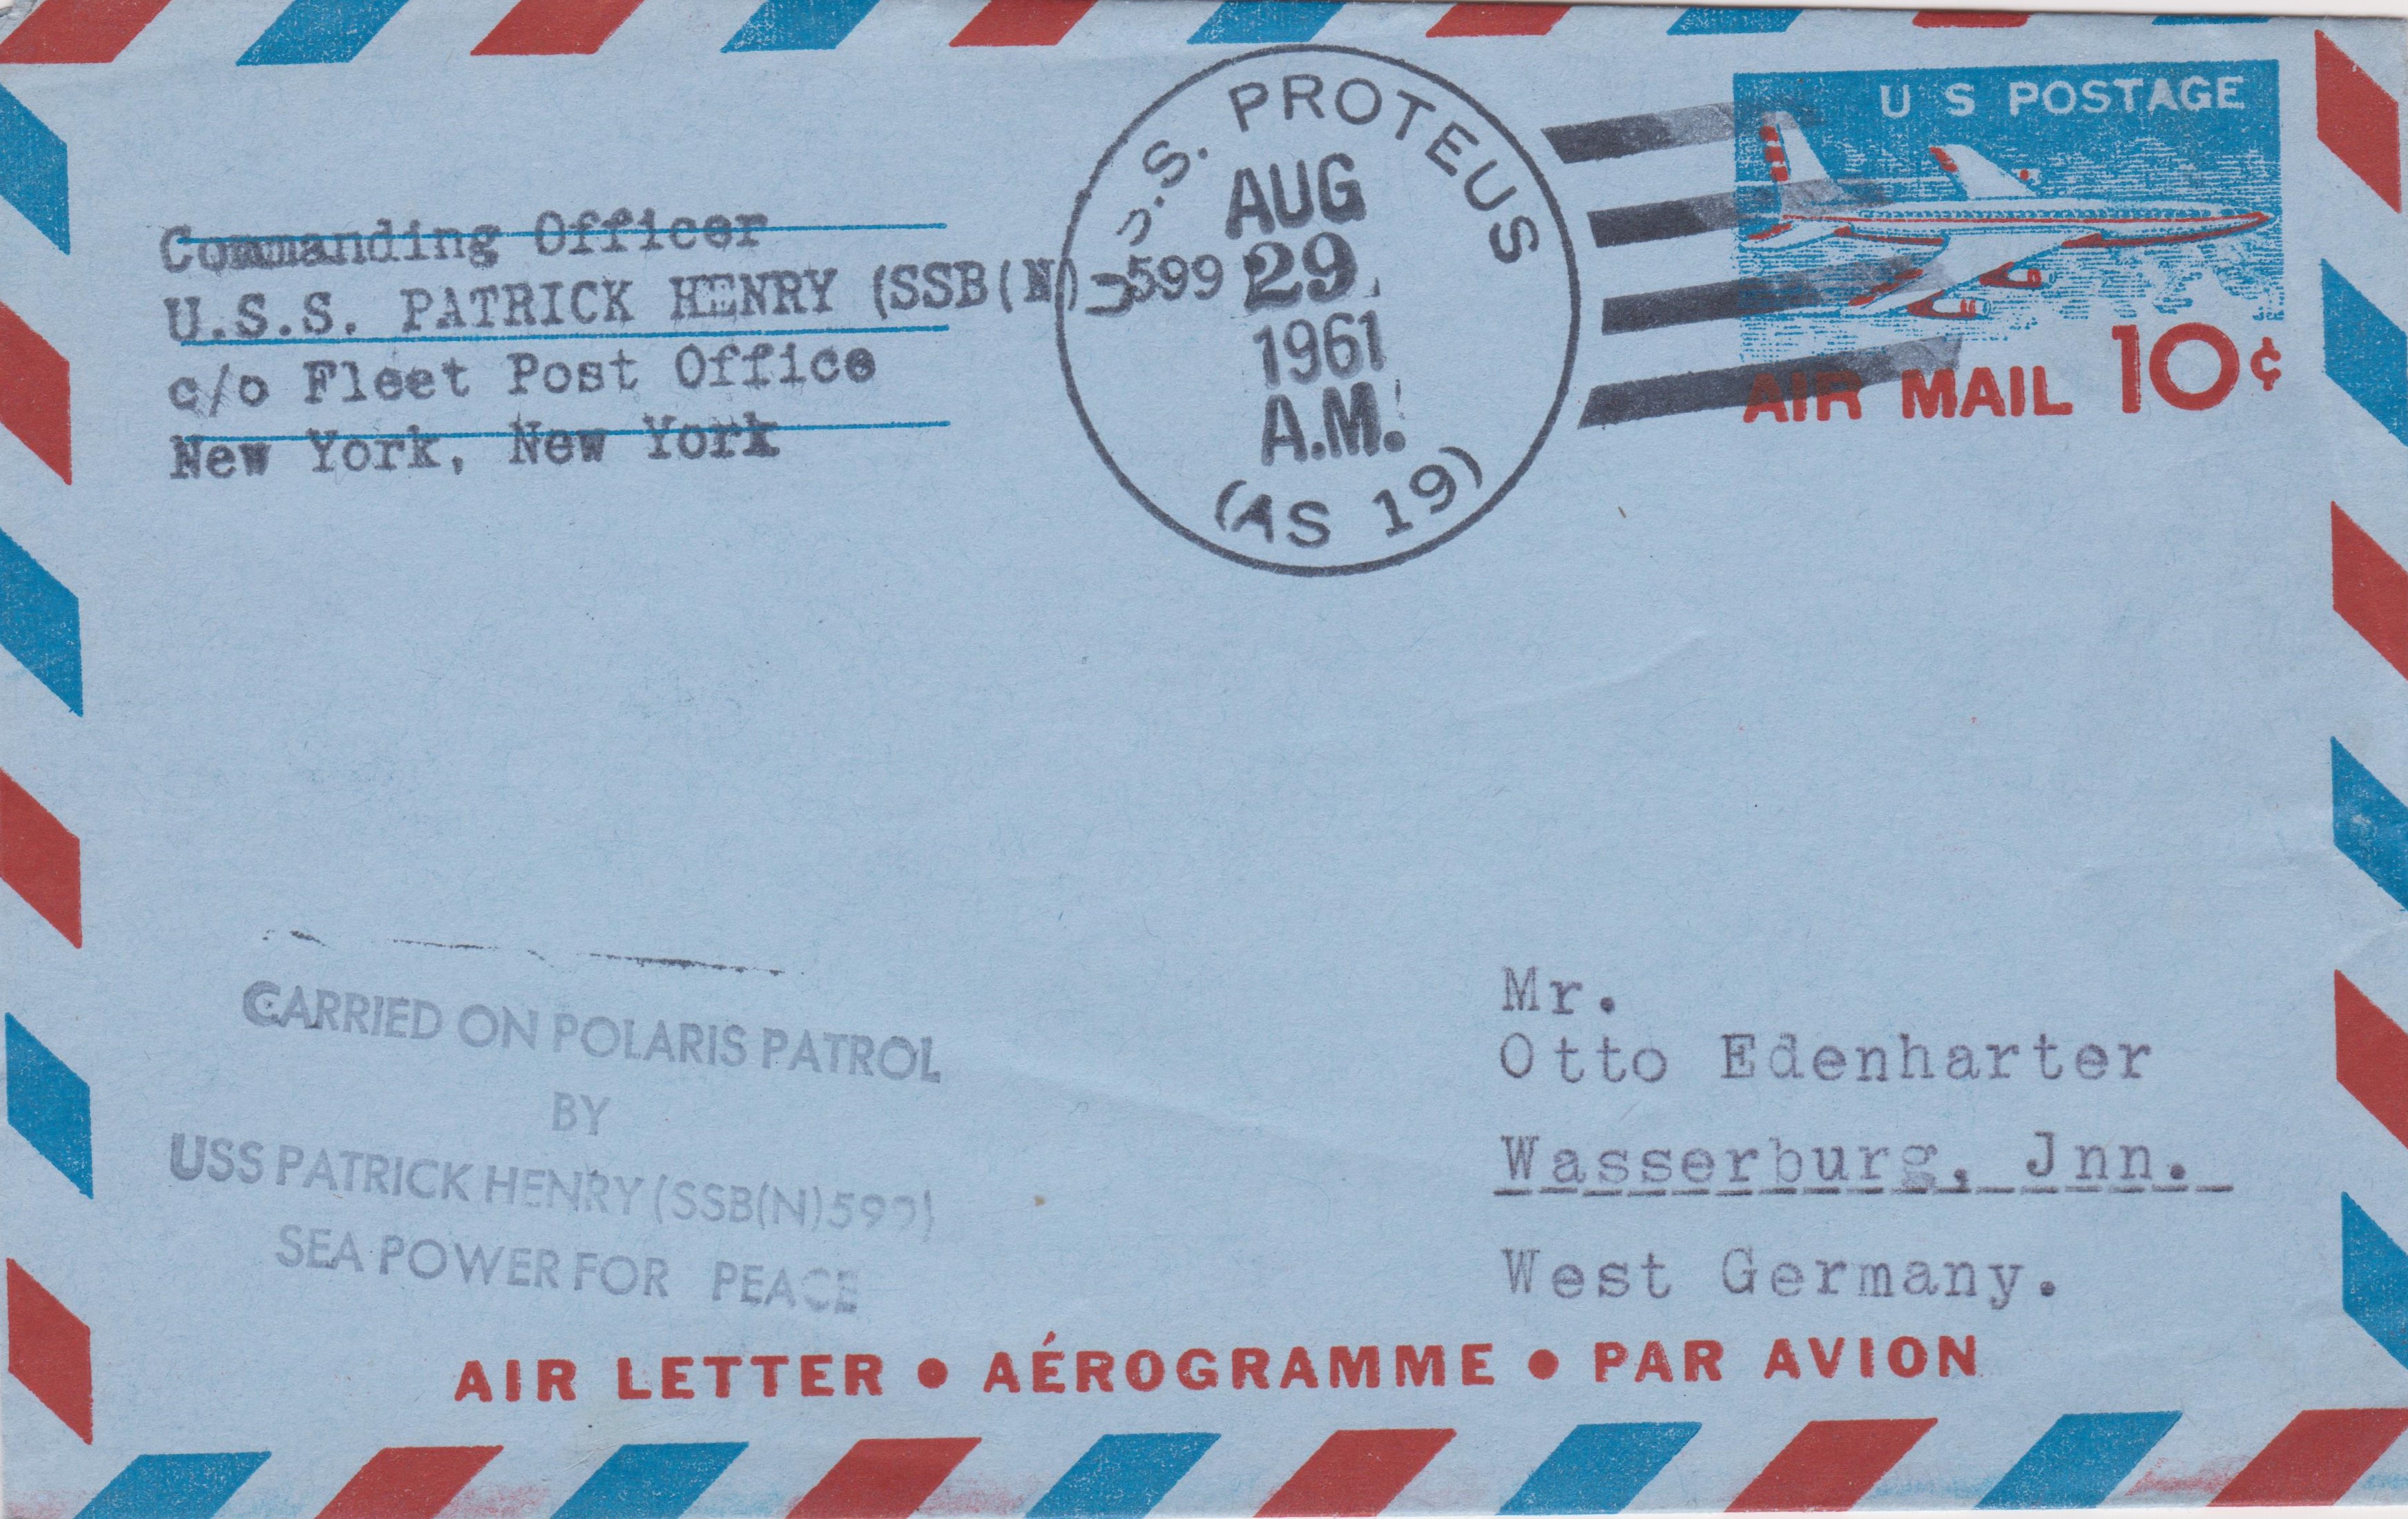 U.S.S. PROTEUS
AUG
29
1961
A.M.
(AS 19)
U S POSTAGE
AIR MAIL 10¢
Commanding Officer
U.S.S. PATRICK HENRY (SSB(N)599
c/o Fleet Post Office
New York, New York
CARRIED ON POLARIS PATROL
BY
USS PATRICK HENRY (SSB(N)599)
SEA POWER FOR PEACE
Mr.
Otto Edenharter
Wasserburg, Jnn.
West Germany.
AIR LETTER • AÉROGRAMME • PAR AVION